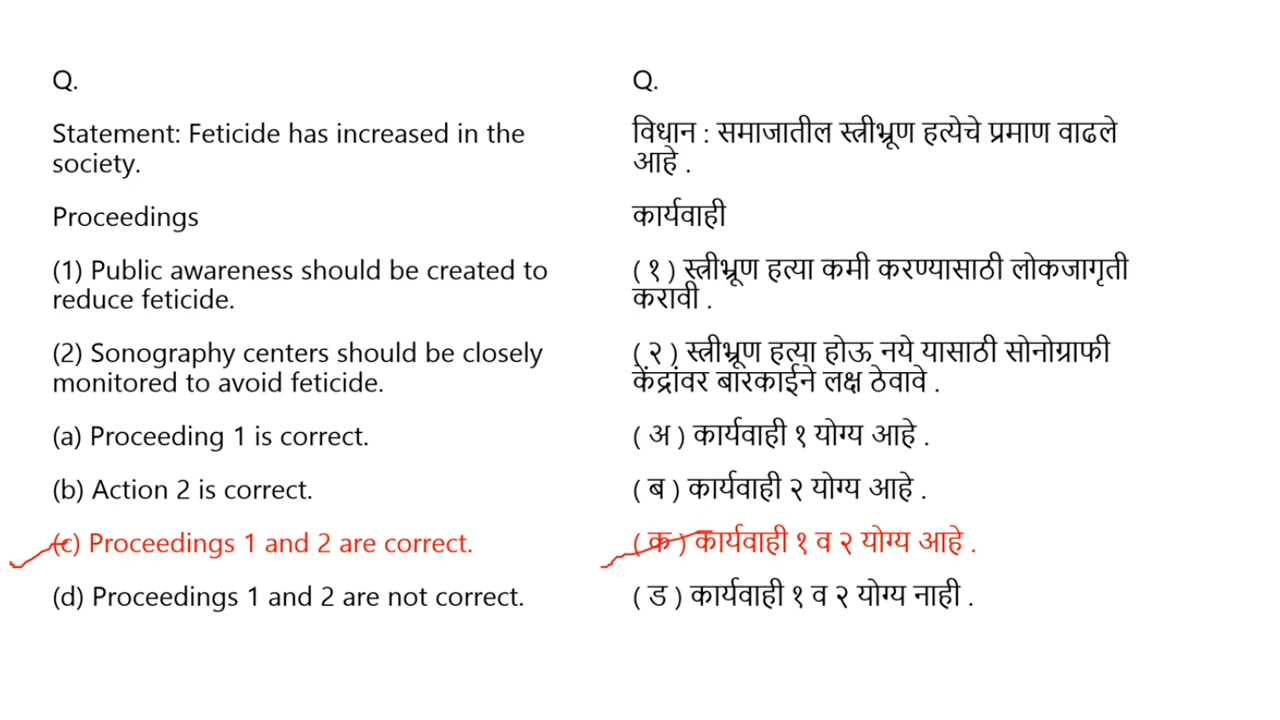 Q.
Statement: Feticide has increased in the
society.
Proceedings
(1) Public awareness should be created to
reduce feticide.
(2) Sonography centers should be closely
monitored to avoid feticide.
(a) Proceeding 1 is correct.
(b) Action 2 is correct.
(c) Proceedings 1 and 2 are correct.
(d) Proceedings 1 and 2 are not correct.
Q.
विधान : समाजातील स्त्रीभ्रूण हत्येचे प्रमाण वाढले
आहे .
कार्यवाही
( १ ) स्त्रीभ्रूण हत्या कमी करण्यासाठी लोकजागृती
करावी .
( २ ) स्त्रीभ्रूण हत्या होऊ नये यासाठी सोनोग्राफी
केंद्रांवर बारकाईने लक्ष ठेवावे .
( अ ) कार्यवाही १ योग्य आहे .
( ब ) कार्यवाही २ योग्य आहे .
( क ) कार्यवाही १ व २ योग्य आहे .
( ड ) कार्यवाही १ व २ योग्य नाही .